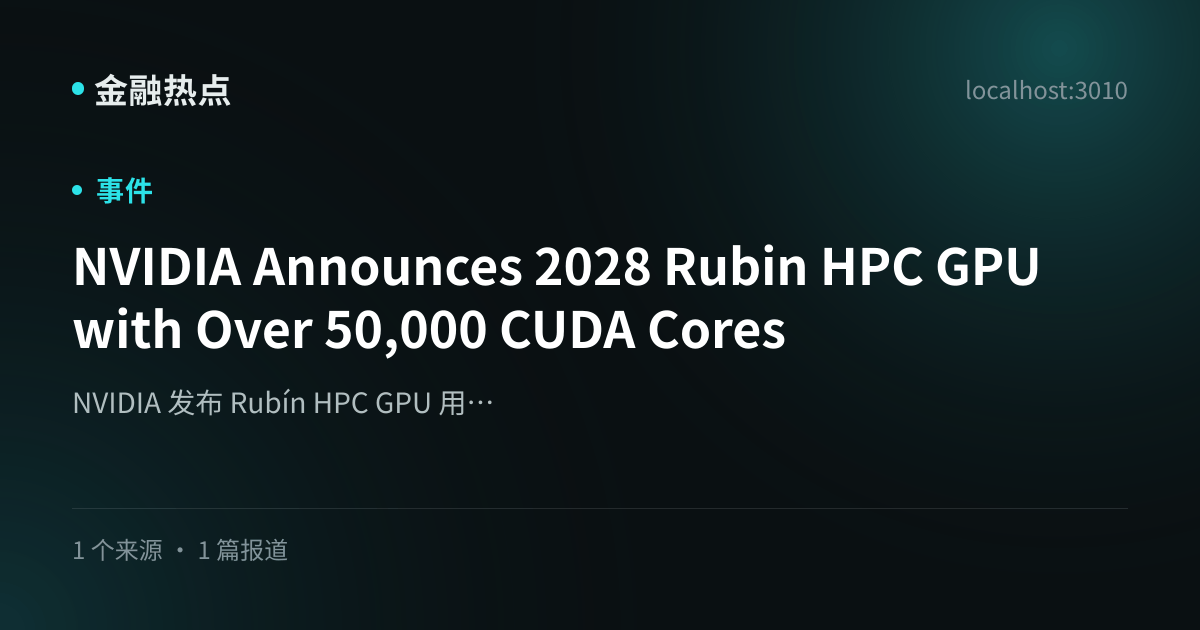 金融热点
localhost:3010
事件
NVIDIA Announces 2028 Rubin HPC GPU
with Over 50,000 CUDA Cores
NVIDIA 发布 Rubín HPC GPU 用…
1 个来源 · 1 篇报道